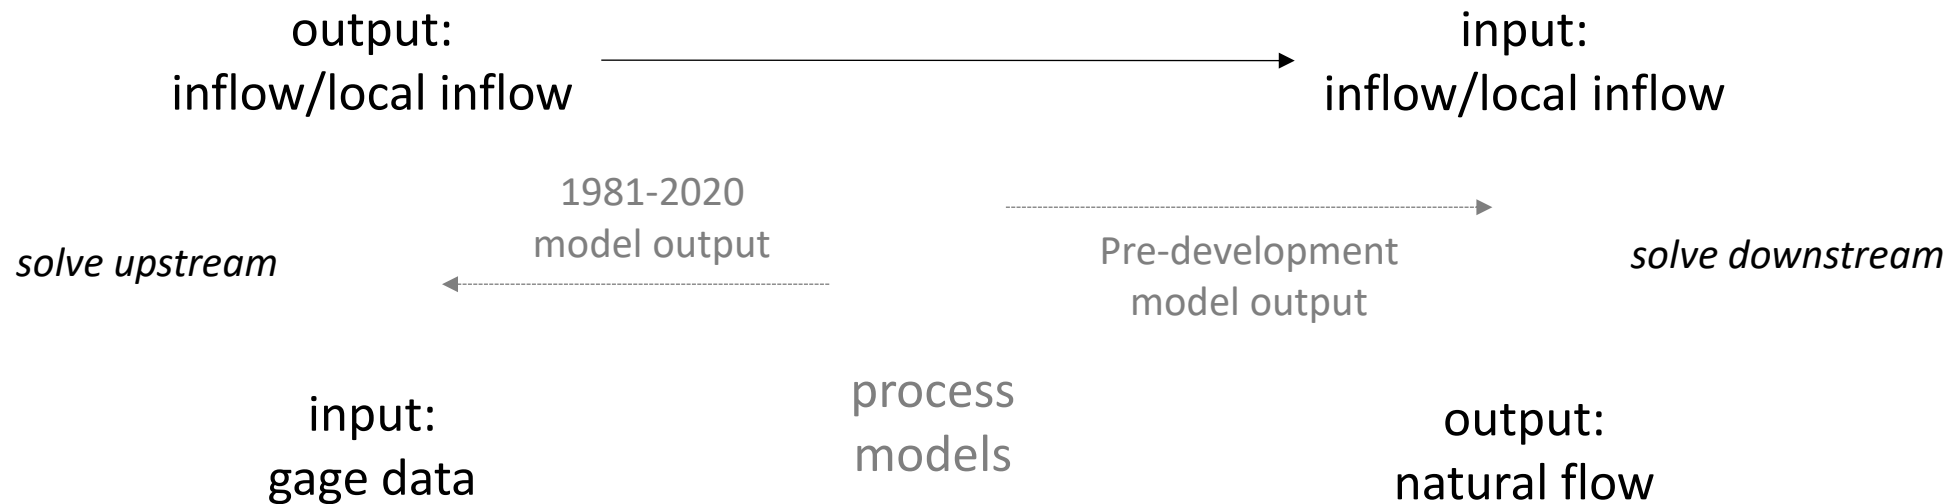 output:
inflow/local inflow
input:
inflow/local inflow
1981-2020
model output
Pre-development
model output
solve upstream
solve downstream
process
models
input:
gage data
output:
natural flow